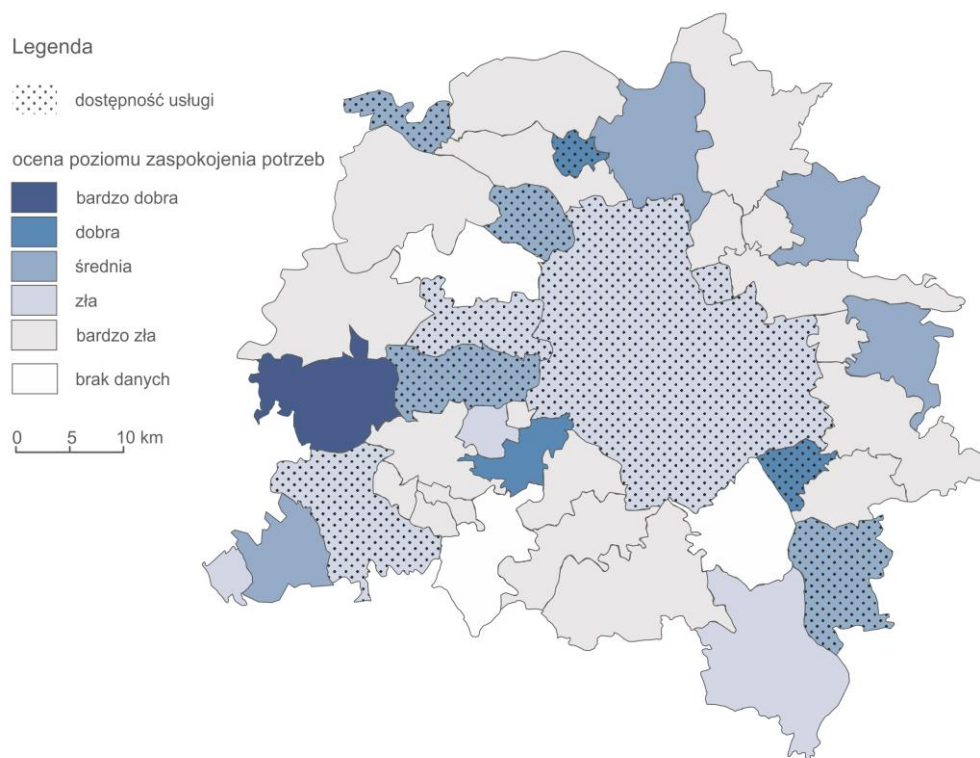 Legenda
dostępność usługi
ocena poziomu zaspokojenia potrzeb
bardzo dobra
dobra
średnia
zła
bardzo zła
brak danych
0 5 10 km